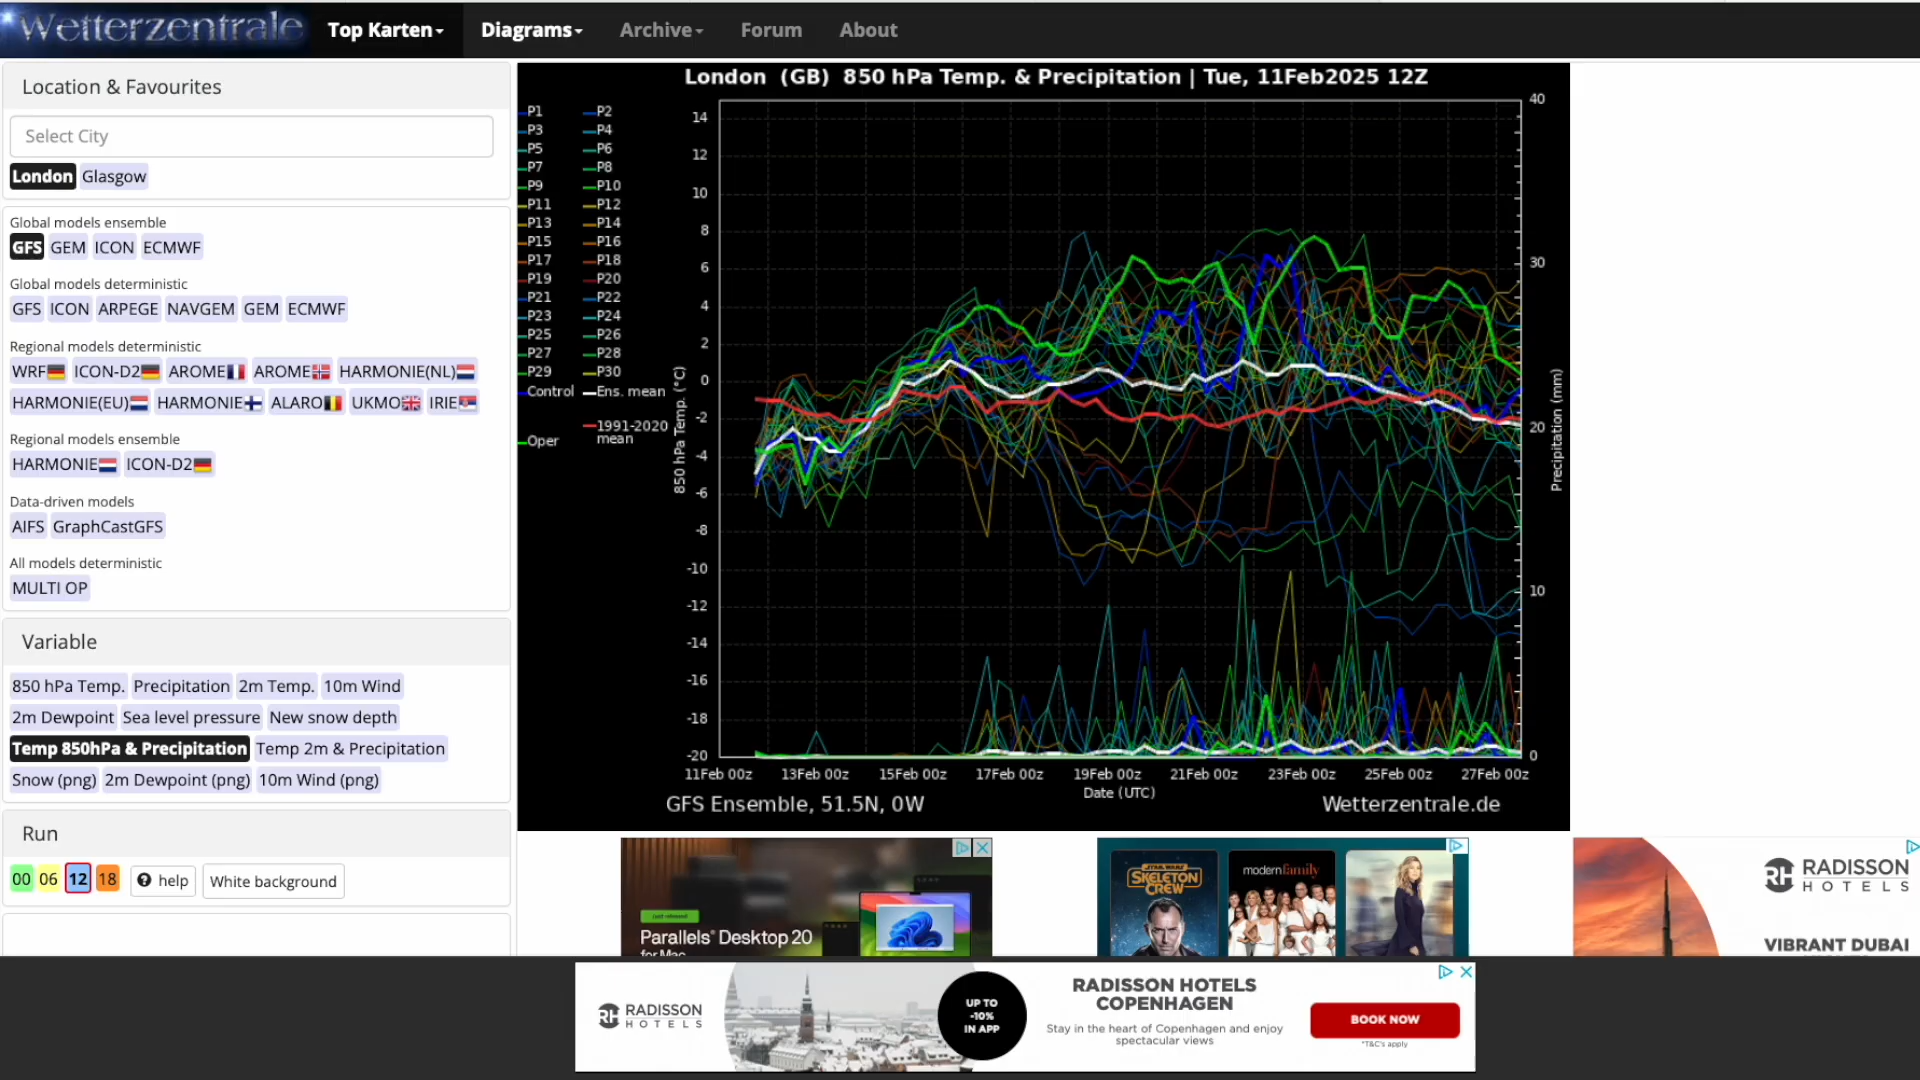 Wetterzentrale
Top Karten Diagrams Archive Forum About
Location & Favourites
Select City
London Glasgow
Global models ensemble
GFS GEM ICON ECMWF
Global models deterministic
GFS ICON ARPEGE NAVGEM GEM ECMWF
Regional models deterministic
WRF ICON-D2 AROME AROME HARMONIE(NL)
HARMONIE(EU) HARMONIE ALARO UKMO IRIE
Regional models ensemble
HARMONIE ICON-D2
Data-driven models
AIFS GraphCastGFS
All models deterministic
MULTI OP
Variable
850 hPa Temp. Precipitation 2m Temp. 10m Wind
2m Dewpoint Sea level pressure New snow depth
Temp 850hPa & Precipitation Temp 2m & Precipitation
Snow (png) 2m Dewpoint (png) 10m Wind (png)
Run
00 06 12 18 help White background
London (GB) 850 hPa Temp. & Precipitation | Tue, 11Feb2025 12Z
P1 P2
P3 P4
P5 P6
P7 P8
P9 P10
P11 P12
P13 P14
P15 P16
P17 P18
P19 P20
P21 P22
P23 P24
P25 P26
P27 P28
P29 P30
Control Ens. mean
1991-2020
mean
Oper
850 hPa Temp. (°C)
14
12
10
8
6
4
2
0
-2
-4
-6
-8
-10
-12
-14
-16
-18
-20
40
30
20
10
0
Precipitation (mm)
11Feb 00z 13Feb 00z 15Feb 00z 17Feb 00z 19Feb 00z 21Feb 00z 23Feb 00z 25Feb 00z 27Feb 00z
Date (UTC)
GFS Ensemble, 51.5N, 0W Wetterzentrale.de
Just released
Parallels® Desktop 20
for Mac
STAR WARS
SKELETON
CREW
modern family
RH RADISSON
HOTELS
VIBRANT DUBAI
RH RADISSON
HOTELS
UP TO
-10%
IN APP
RADISSON HOTELS
COPENHAGEN
Stay in the heart of Copenhagen and enjoy
spectacular views
BOOK NOW
*T&C's apply